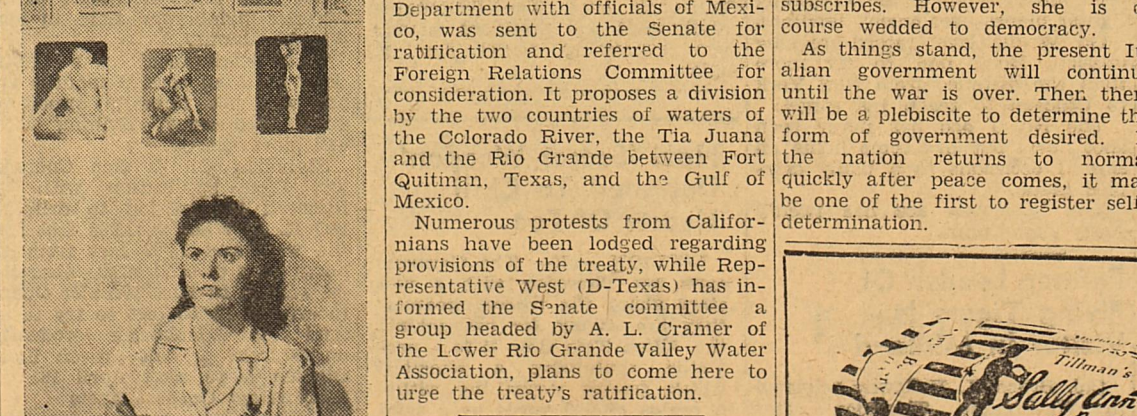 Department with officials of Mexi-
co, was sent to the Senate for
ratification and referred to the
Foreign Relations Committee for
consideration. It proposes a division
by the two countries of waters of
the Colorado River, the Tia Juana
and the Rio Grande between Fort
Quitman, Texas, and the Gulf of
Mexico.
Numerous protests from Califor-
nians have been lodged regarding
provisions of the treaty, while Rep-
resentative West (D-Texas) has in-
formed the Senate committee a
group headed by A. L. Cramer of
the Lower Rio Grande Valley Water
Association, plans to come here to
urge the treaty's ratification.
subscribes. However, she is
course wedded to democracy.
As things stand, the present
alian government will
until the war is over. Then
will be a plebiscite to determine
form of government desired.
the nation returns to
quickly after peace comes, it
be one of the first to register
determination.
Tillman's
Sally Ann